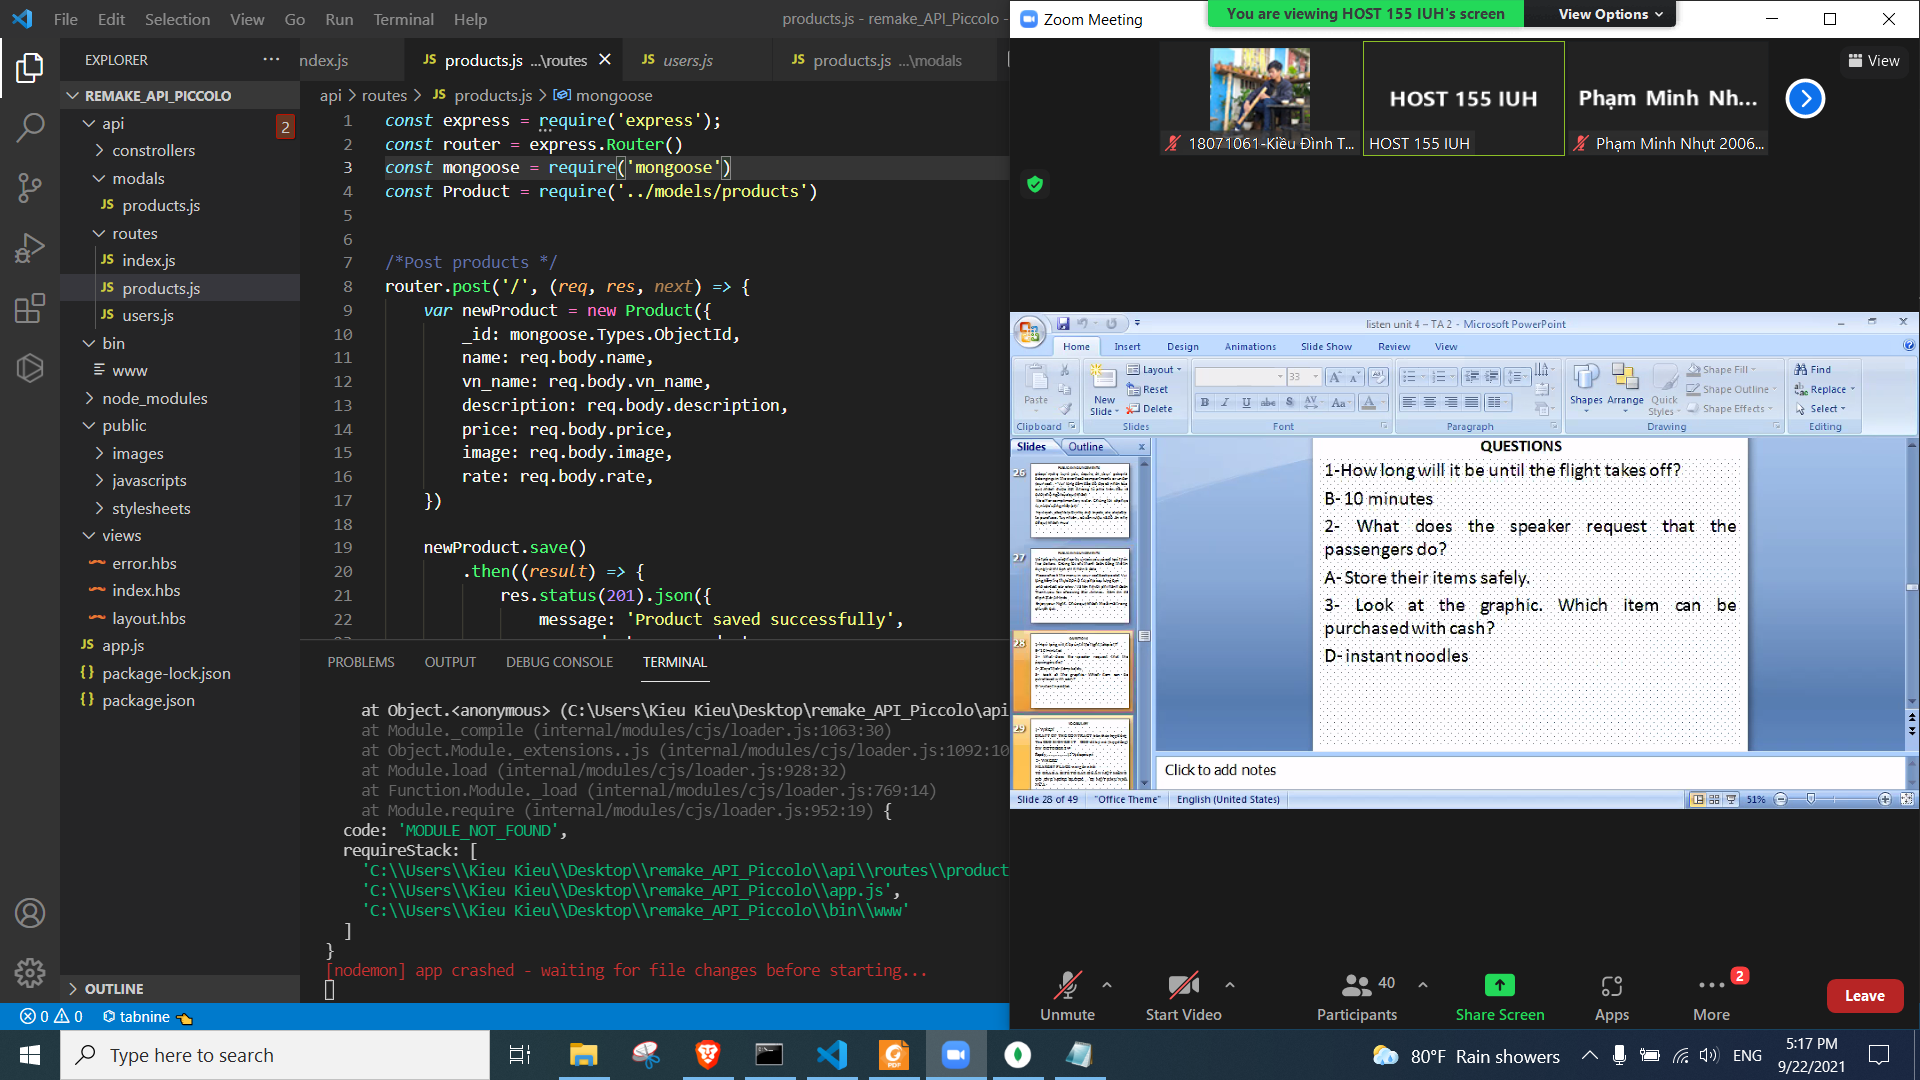 File Edit Selection View Go Run Terminal Help
products.js - remake_API_Piccolo -
EXPLORER
ndex.js
products.js ...\routes
users.js
products.js ...\modals
REMAKE_API_PICCOLO
api
2
constrollers
modals
products.js
routes
index.js
products.js
users.js
bin
www
node_modules
public
images
javascripts
stylesheets
views
error.hbs
index.hbs
layout.hbs
app.js
package-lock.json
package.json
OUTLINE
api > routes > JS products.js > mongoose
1 const express = require('express');
2 const router = express.Router()
3 const mongoose = require('mongoose')
4 const Product = require('../models/products')
5
6
7 /*Post products */
8 router.post('/', (req, res, next) => {
9 var newProduct = new Product({
10 _id: mongoose.Types.ObjectId,
11 name: req.body.name,
12 vn_name: req.body.vn_name,
13 description: req.body.description,
14 price: req.body.price,
15 image: req.body.image,
16 rate: req.body.rate,
17 })
18
19 newProduct.save()
20 .then((result) => {
21 res.status(201).json({
22 message: 'Product saved successfully',
PROBLEMS OUTPUT DEBUG CONSOLE TERMINAL
at Object.<anonymous> (C:\Users\Kieu Kieu\Desktop\remake_API_Piccolo\api
at Module._compile (internal/modules/cjs/loader.js:1063:30)
at Object.Module._extensions..js (internal/modules/cjs/loader.js:1092:10
at Module.load (internal/modules/cjs/loader.js:928:32)
at Function.Module._load (internal/modules/cjs/loader.js:769:14)
at Module.require (internal/modules/cjs/loader.js:952:19) {
code: 'MODULE_NOT_FOUND',
requireStack: [
'C:\\Users\\Kieu Kieu\\Desktop\\remake_API_Piccolo\\api\\routes\\product
'C:\\Users\\Kieu Kieu\\Desktop\\remake_API_Piccolo\\app.js',
'C:\\Users\\Kieu Kieu\\Desktop\\remake_API_Piccolo\\bin\\www'
]
}
[nodemon] app crashed - waiting for file changes before starting...
0 0 tabnine
Zoom Meeting
You are viewing HOST 155 IUH's screen
View Options
View
18071061-Kiều Đình T...
HOST 155 IUH
HOST 155 IUH
Phạm Minh Nh...
Phạm Minh Nhựt 2006...
listen unit 4 – TA 2 - Microsoft PowerPoint
Home Insert Design Animations Slide Show Review View
Paste
Clipboard
New Slide
Layout
Reset
Delete
Slides
33
Font
Paragraph
Shapes
Arrange
Quick Styles
Shape Fill
Shape Outline
Shape Effects
Drawing
Find
Replace
Select
Editing
Slides Outline
26
27
28
29
QUESTIONS
1-How long will it be until the flight takes off?
B- 10 minutes
2- What does the speaker request that the
passengers do?
A- Store their items safely.
3- Look at the graphic. Which item can be
purchased with cash?
D- instant noodles
Click to add notes
Slide 28 of 49 "Office Theme" English (United States) 51%
Unmute
Start Video
40
Participants
Share Screen
Apps
2
More
Leave
Type here to search
80°F Rain showers
ENG
5:17 PM
9/22/2021